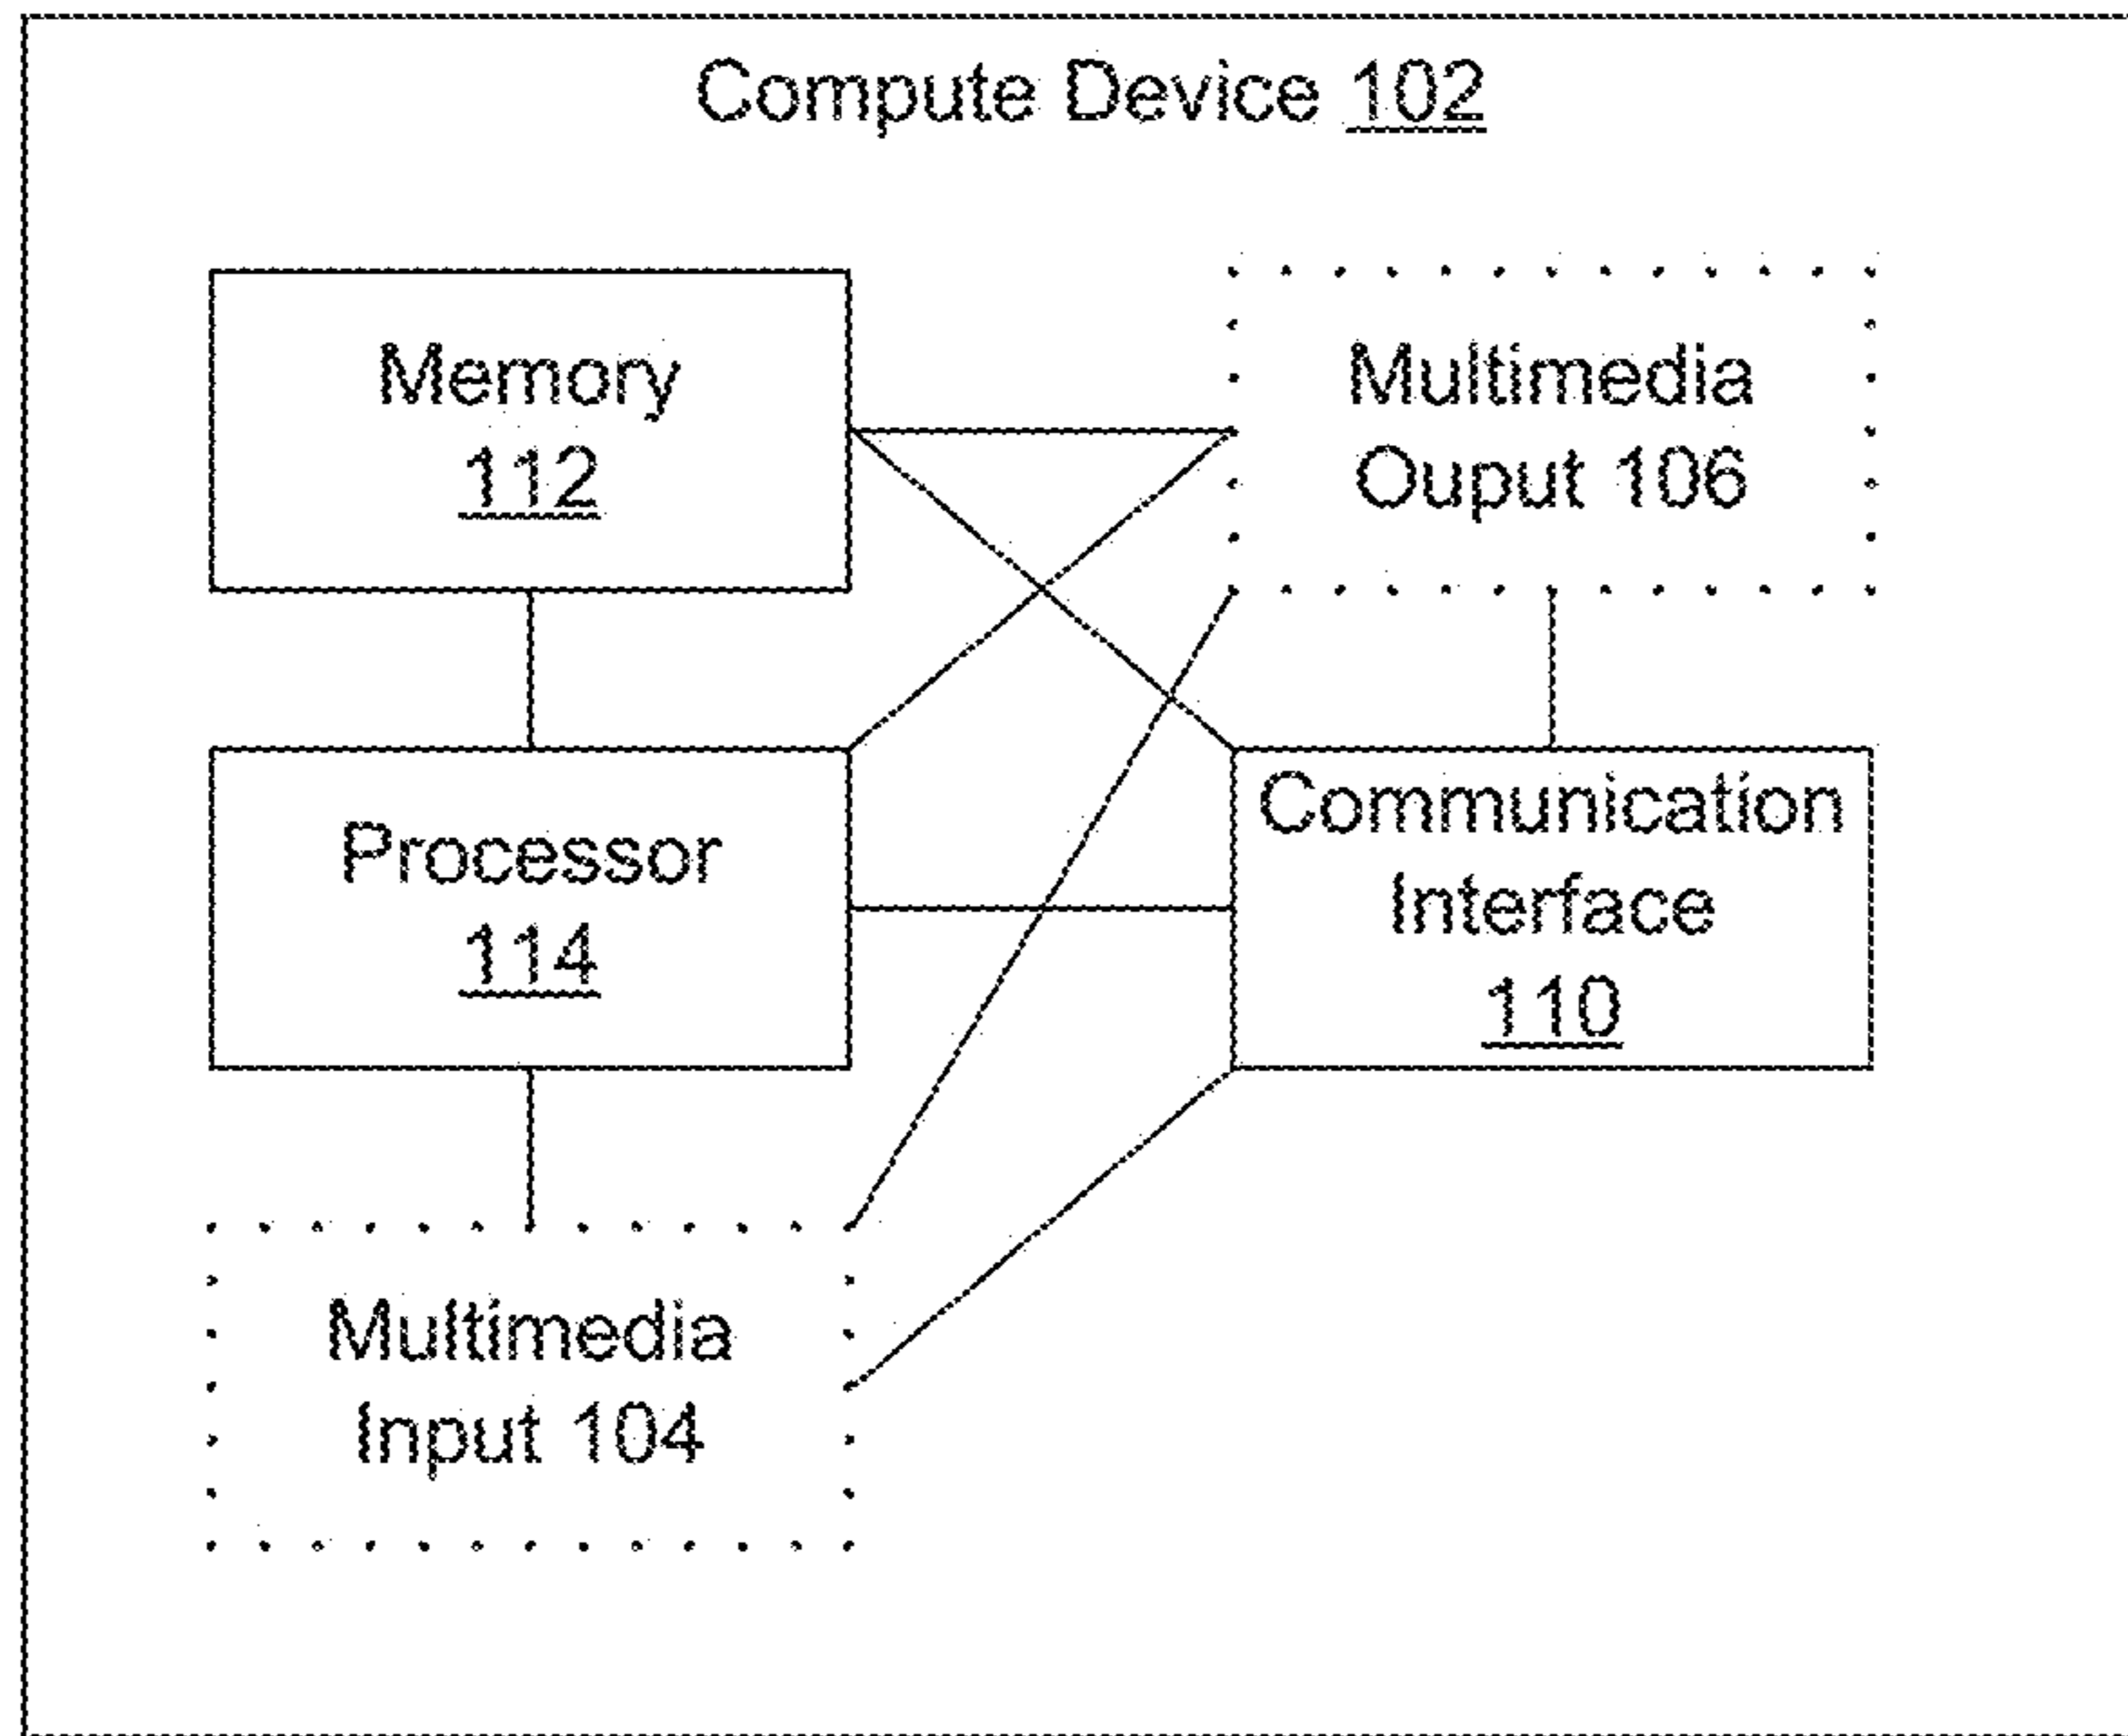 Compute Device 102
Memory
112
Multimedia
Ouput 106
Processor
114
Communication
Interface
110
Multimedia
Input 104